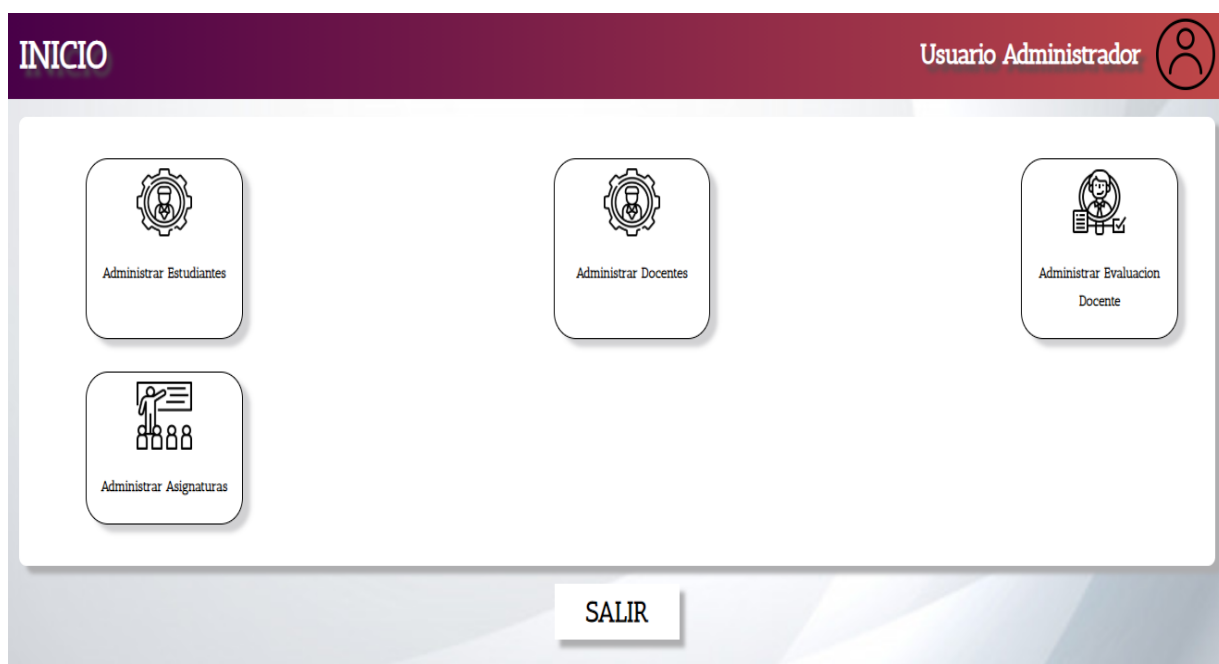 INICIO
Usuario Administrador
Administrar Estudiantes
Administrar Docentes
Administrar Evaluacion
Docente
Administrar Asignaturas
SALIR